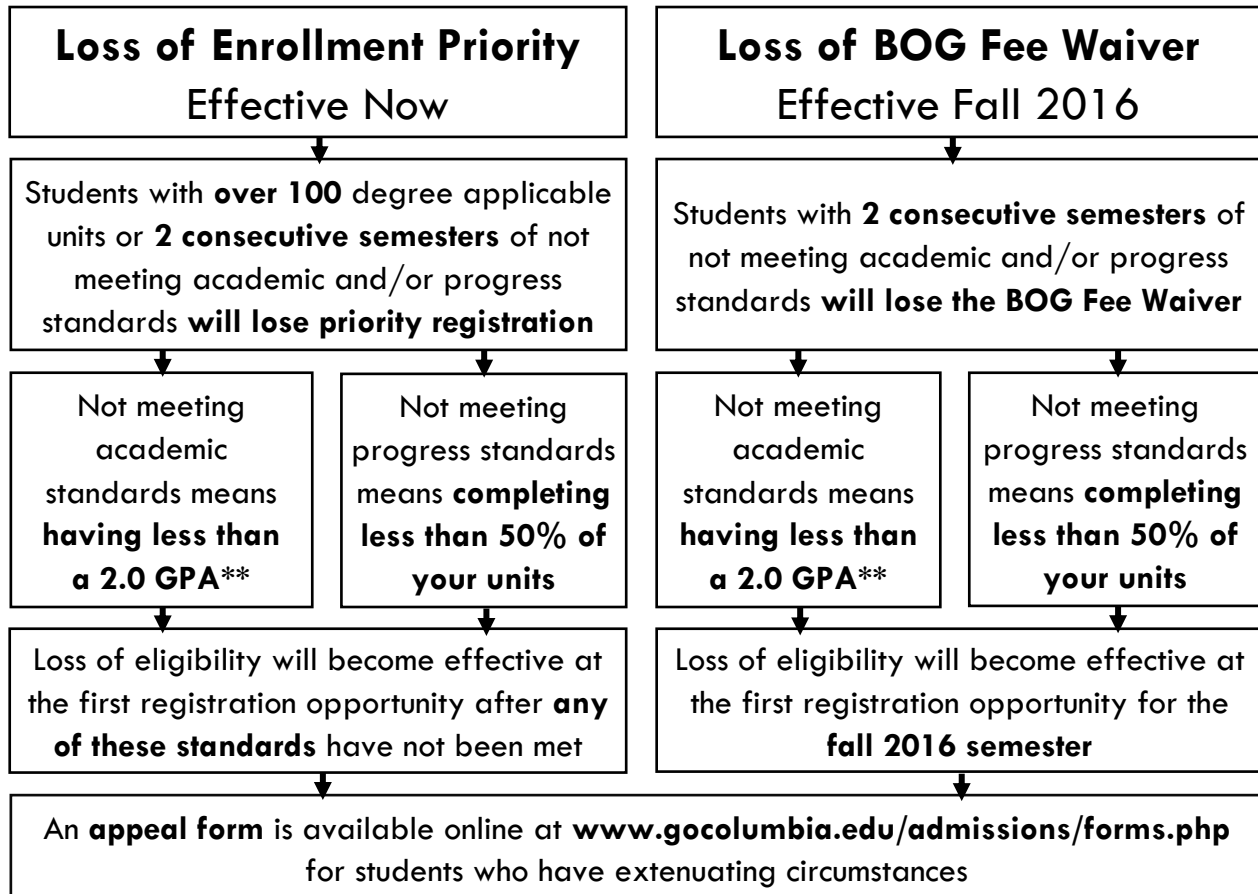 Loss of Enrollment Priority
Effective Now
Students with over 100 degree applicable
units or 2 consecutive semesters of not
meeting academic and/or progress
standards will lose priority registration
Not meeting
academic
standards means
having less than
a 2.0 GPA**
Not meeting
progress standards
means completing
less than 50% of
your units
Loss of eligibility will become effective at
the first registration opportunity after any
of these standards have not been met
Loss of BOG Fee Waiver
Effective Fall 2016
Students with 2 consecutive semesters of
not meeting academic and/or progress
standards will lose the BOG Fee Waiver
Not meeting
academic
standards means
having less than
a 2.0 GPA**
Not meeting
progress standards
means completing
less than 50% of
your units
Loss of eligibility will become effective at
the first registration opportunity for the
fall 2016 semester
An appeal form is available online at www.gocolumbia.edu/admissions/forms.php
for students who have extenuating circumstances